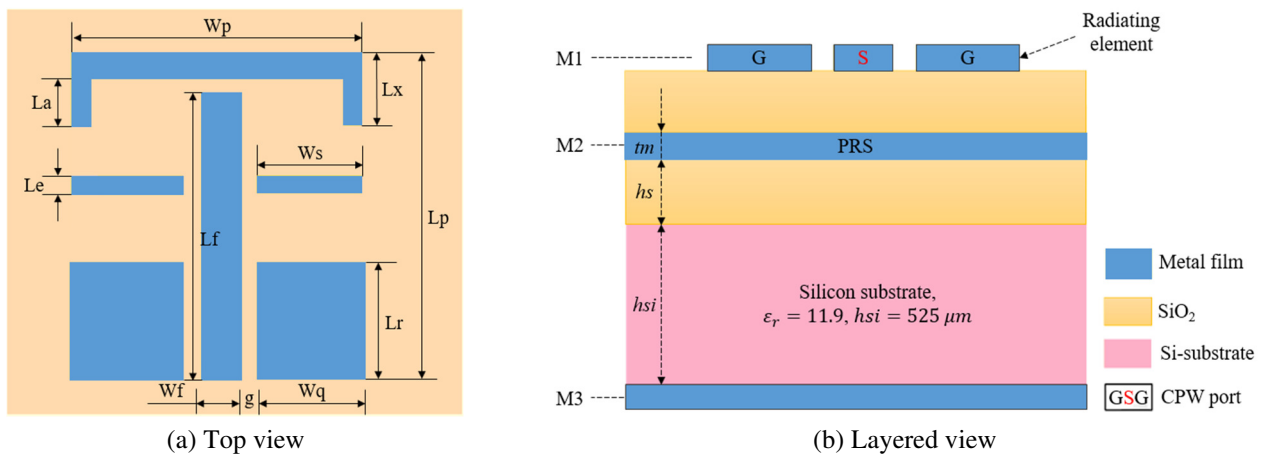 Wp
La
Lx
Ws
Le
Lf
Lp
Lr
Wf
g
Wq
(a) Top view
Radiating
element
M1
G
S
G
M2
tm
PRS
hs
hsi
Silicon substrate,
εr = 11.9, hsi = 525 μm
M3
Metal film
SiO₂
Si-substrate
GSG CPW port
(b) Layered view